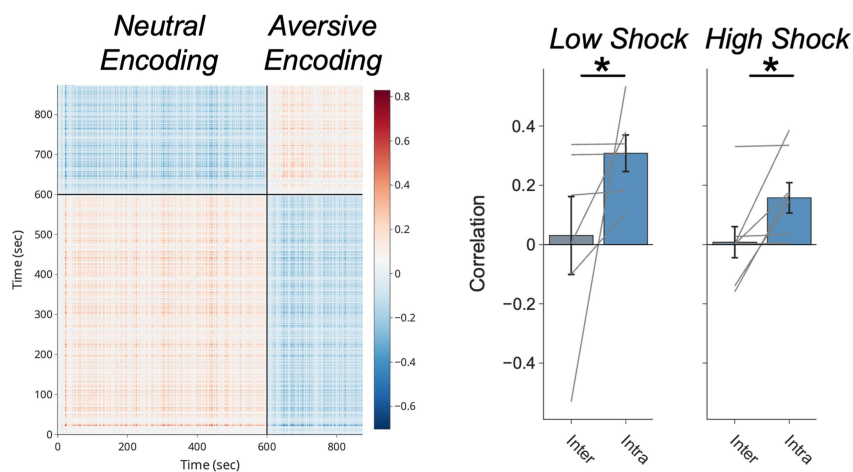 Neutral Encoding
Aversive Encoding
800
700
600
500
400
300
200
100
0
Time (sec)
0 200 400 600 800
Time (sec)
0.8
0.6
0.4
0.2
0
−0.2
−0.4
−0.6
Low Shock
High Shock
*
*
Correlation
0.4
0.2
0
−0.2
−0.4
Inter
Intra
Inter
Intra